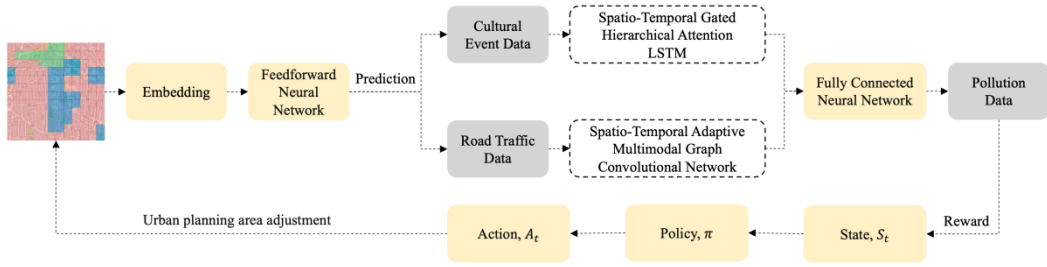 Embedding
Feedforward
Neural
Network
Prediction
Cultural
Event Data
Spatio-Temporal Gated
Hierarchical Attention
LSTM
Road Traffic
Data
Spatio-Temporal Adaptive
Multimodal Graph
Convolutional Network
Fully Connected
Neural Network
Pollution
Data
Reward
State, S_t
Policy, π
Action, A_t
Urban planning area adjustment